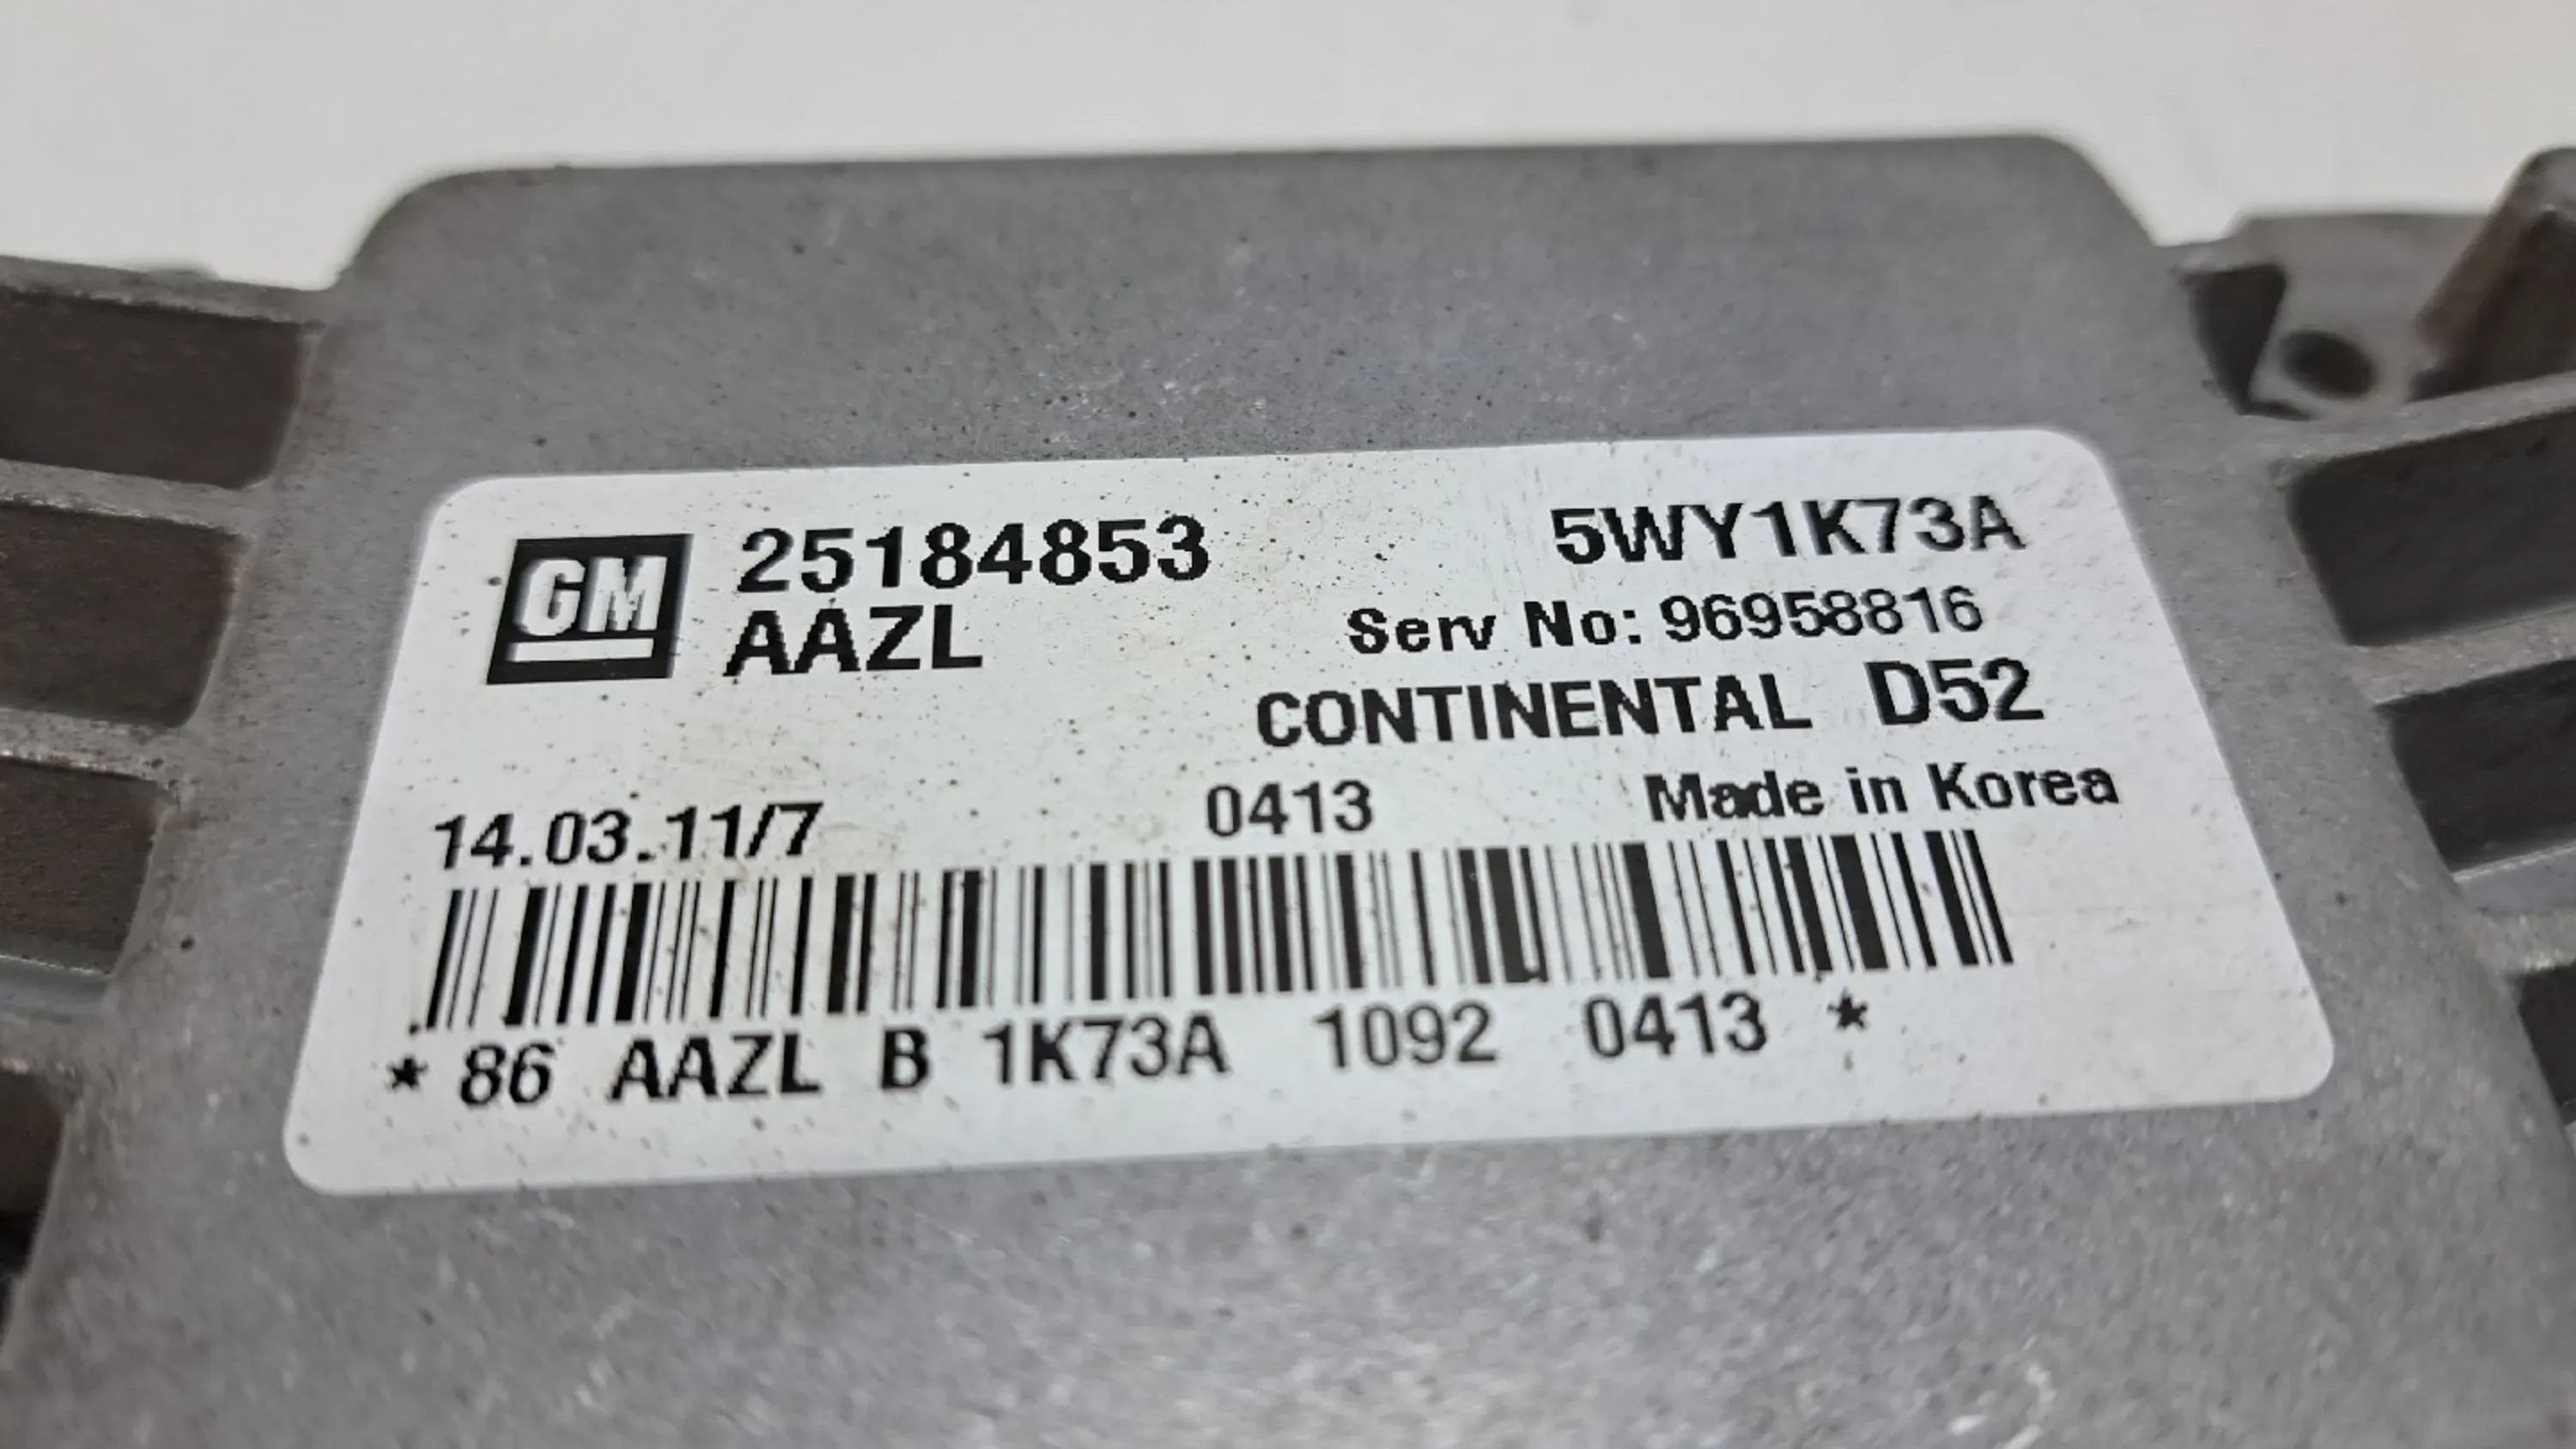 GM 25184853 5WY1K73A
AAZL Serv No: 96958816
CONTINENTAL D52
14.03.11/7 0413 Made in Korea
* 86 AAZL B 1K73A 1092 0413 *